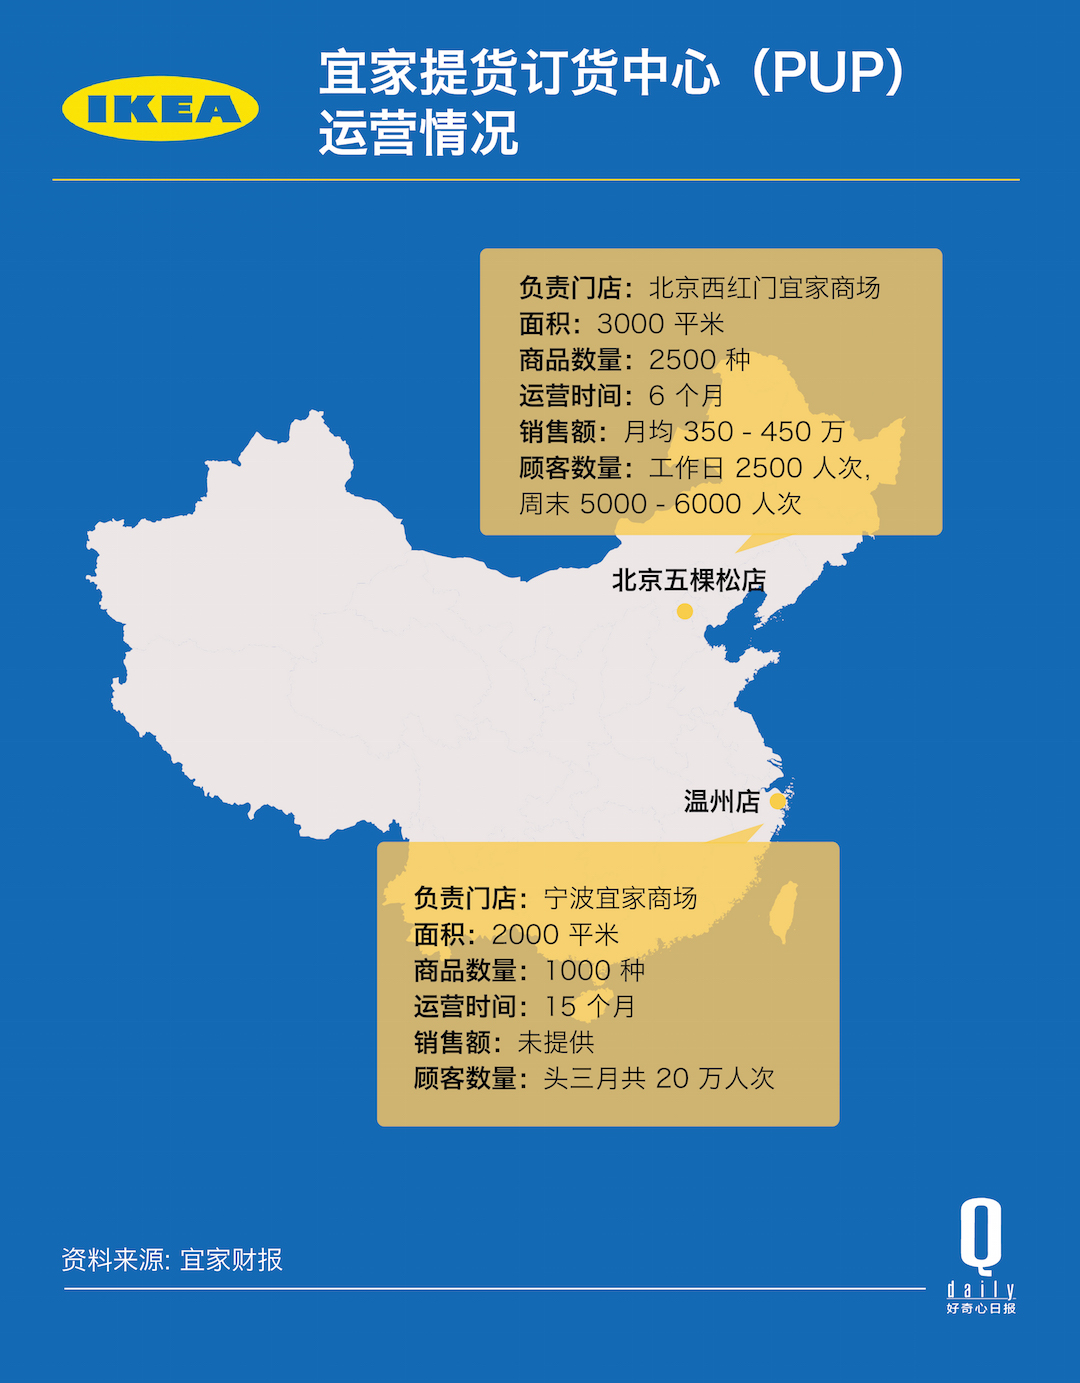 IKEA
宜家提货订货中心（PUP）
运营情况
负责门店：北京西红门宜家商场
面积：3000 平米
商品数量：2500 种
运营时间：6 个月
销售额：月均 350 - 450 万
顾客数量：工作日 2500 人次，
周末 5000 - 6000 人次
北京五棵松店
温州店
负责门店：宁波宜家商场
面积：2000 平米
商品数量：1000 种
运营时间：15 个月
销售额：未提供
顾客数量：头三月共 20 万人次
资料来源: 宜家财报
Q
daily
好奇心日报